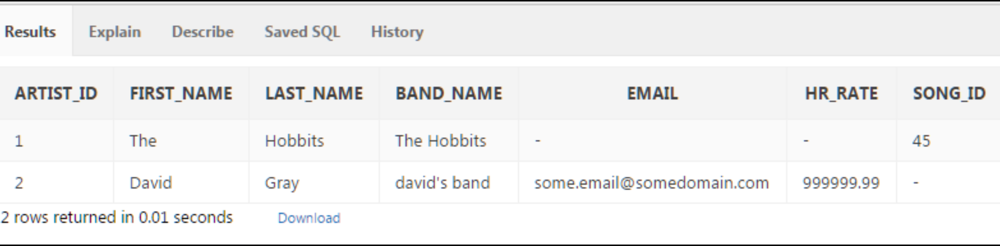 Results Explain Describe Saved SQL History
ARTIST_ID FIRST_NAME LAST_NAME BAND_NAME EMAIL HR_RATE SONG_ID
1 The Hobbits The Hobbits - - 45
2 David Gray david's band some.email@somedomain.com 999999.99 -
2 rows returned in 0.01 seconds Download